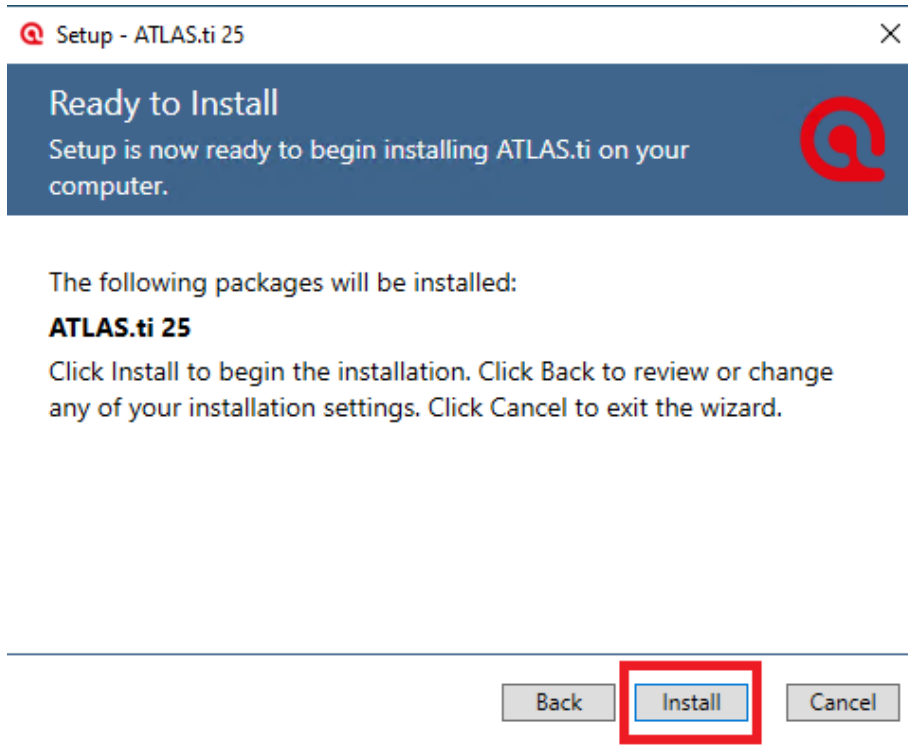 Setup - ATLAS.ti 25
Ready to Install
Setup is now ready to begin installing ATLAS.ti on your
computer.
The following packages will be installed:
ATLAS.ti 25
Click Install to begin the installation. Click Back to review or change
any of your installation settings. Click Cancel to exit the wizard.
Back Install Cancel